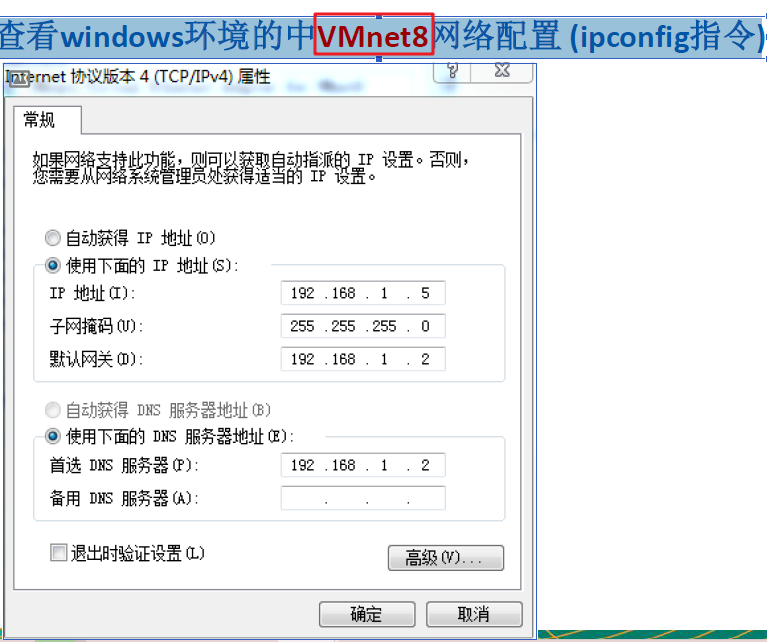 查看windows环境的中VMnet8网络配置 (ipconfig指令)
Internet 协议版本 4 (TCP/IPv4) 属性
常规
如果网络支持此功能，则可以获取自动指派的 IP 设置。否则，
您需要从网络系统管理员处获得适当的 IP 设置。
自动获得 IP 地址(O)
使用下面的 IP 地址(S):
IP 地址(I): 192 .168 . 1 . 5
子网掩码(U): 255 .255 .255 . 0
默认网关(D): 192 .168 . 1 . 2
自动获得 DNS 服务器地址(B)
使用下面的 DNS 服务器地址(E):
首选 DNS 服务器(P): 192 .168 . 1 . 2
备用 DNS 服务器(A): . . .
退出时验证设置(L)
高级(V)...
确定 取消